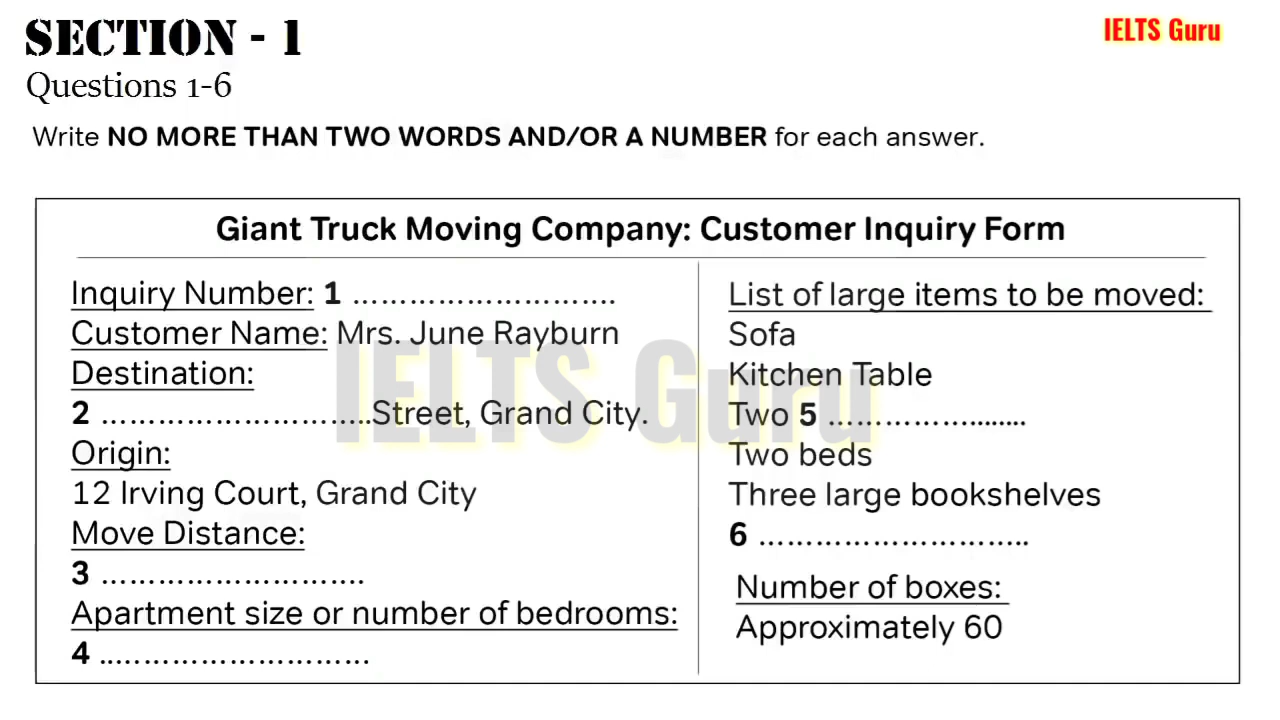 SECTION - 1
IELTS Guru
Questions 1-6
Write NO MORE THAN TWO WORDS AND/OR A NUMBER for each answer.
Giant Truck Moving Company: Customer Inquiry Form
Inquiry Number: 1 ……………………….
Customer Name: Mrs. June Rayburn
Destination:
2 ………………………..Street, Grand City.
Origin:
12 Irving Court, Grand City
Move Distance:
3 ……………………….
Apartment size or number of bedrooms:
4 ..………………………
List of large items to be moved:
Sofa
Kitchen Table
Two 5 ……………........
Two beds
Three large bookshelves
6 ………………………..
Number of boxes:
Approximately 60
IELTS Guru